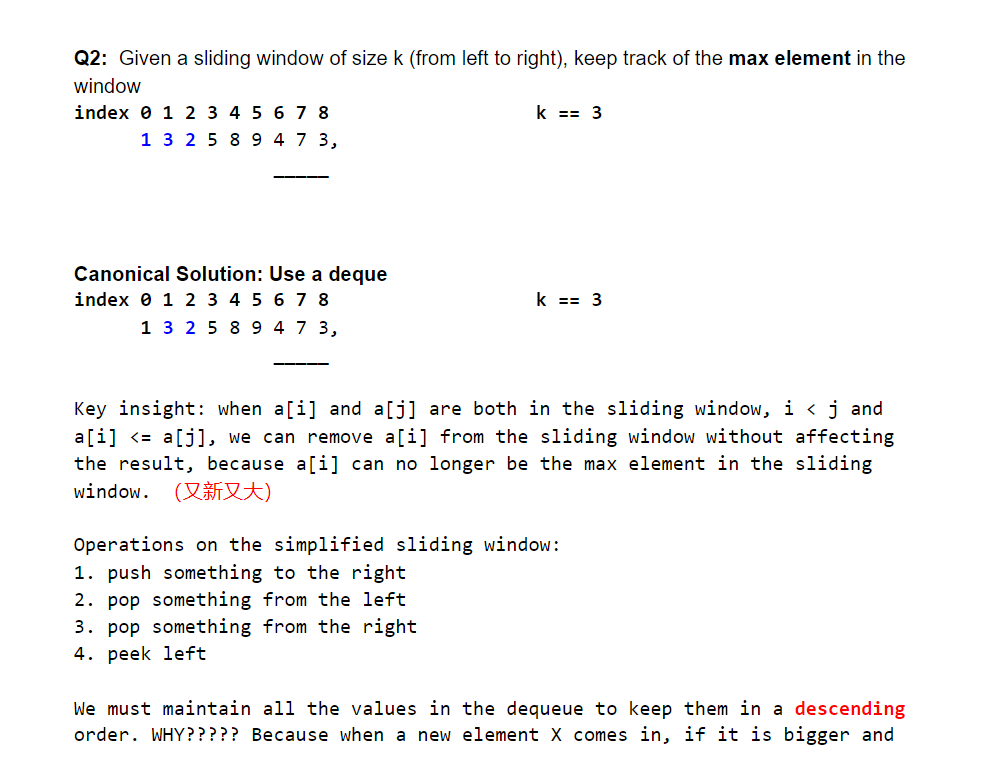 Q2: Given a sliding window of size k (from left to right), keep track of the max element in the
window
index 0 1 2 3 4 5 6 7 8 k == 3
1 3 2 5 8 9 4 7 3,
_____
Canonical Solution: Use a deque
index 0 1 2 3 4 5 6 7 8 k == 3
1 3 2 5 8 9 4 7 3,
_____
Key insight: when a[i] and a[j] are both in the sliding window, i < j and
a[i] <= a[j], we can remove a[i] from the sliding window without affecting
the result, because a[i] can no longer be the max element in the sliding
window. (又新又大)
Operations on the simplified sliding window:
1. push something to the right
2. pop something from the left
3. pop something from the right
4. peek left
We must maintain all the values in the dequeue to keep them in a descending
order. WHY????? Because when a new element X comes in, if it is bigger and